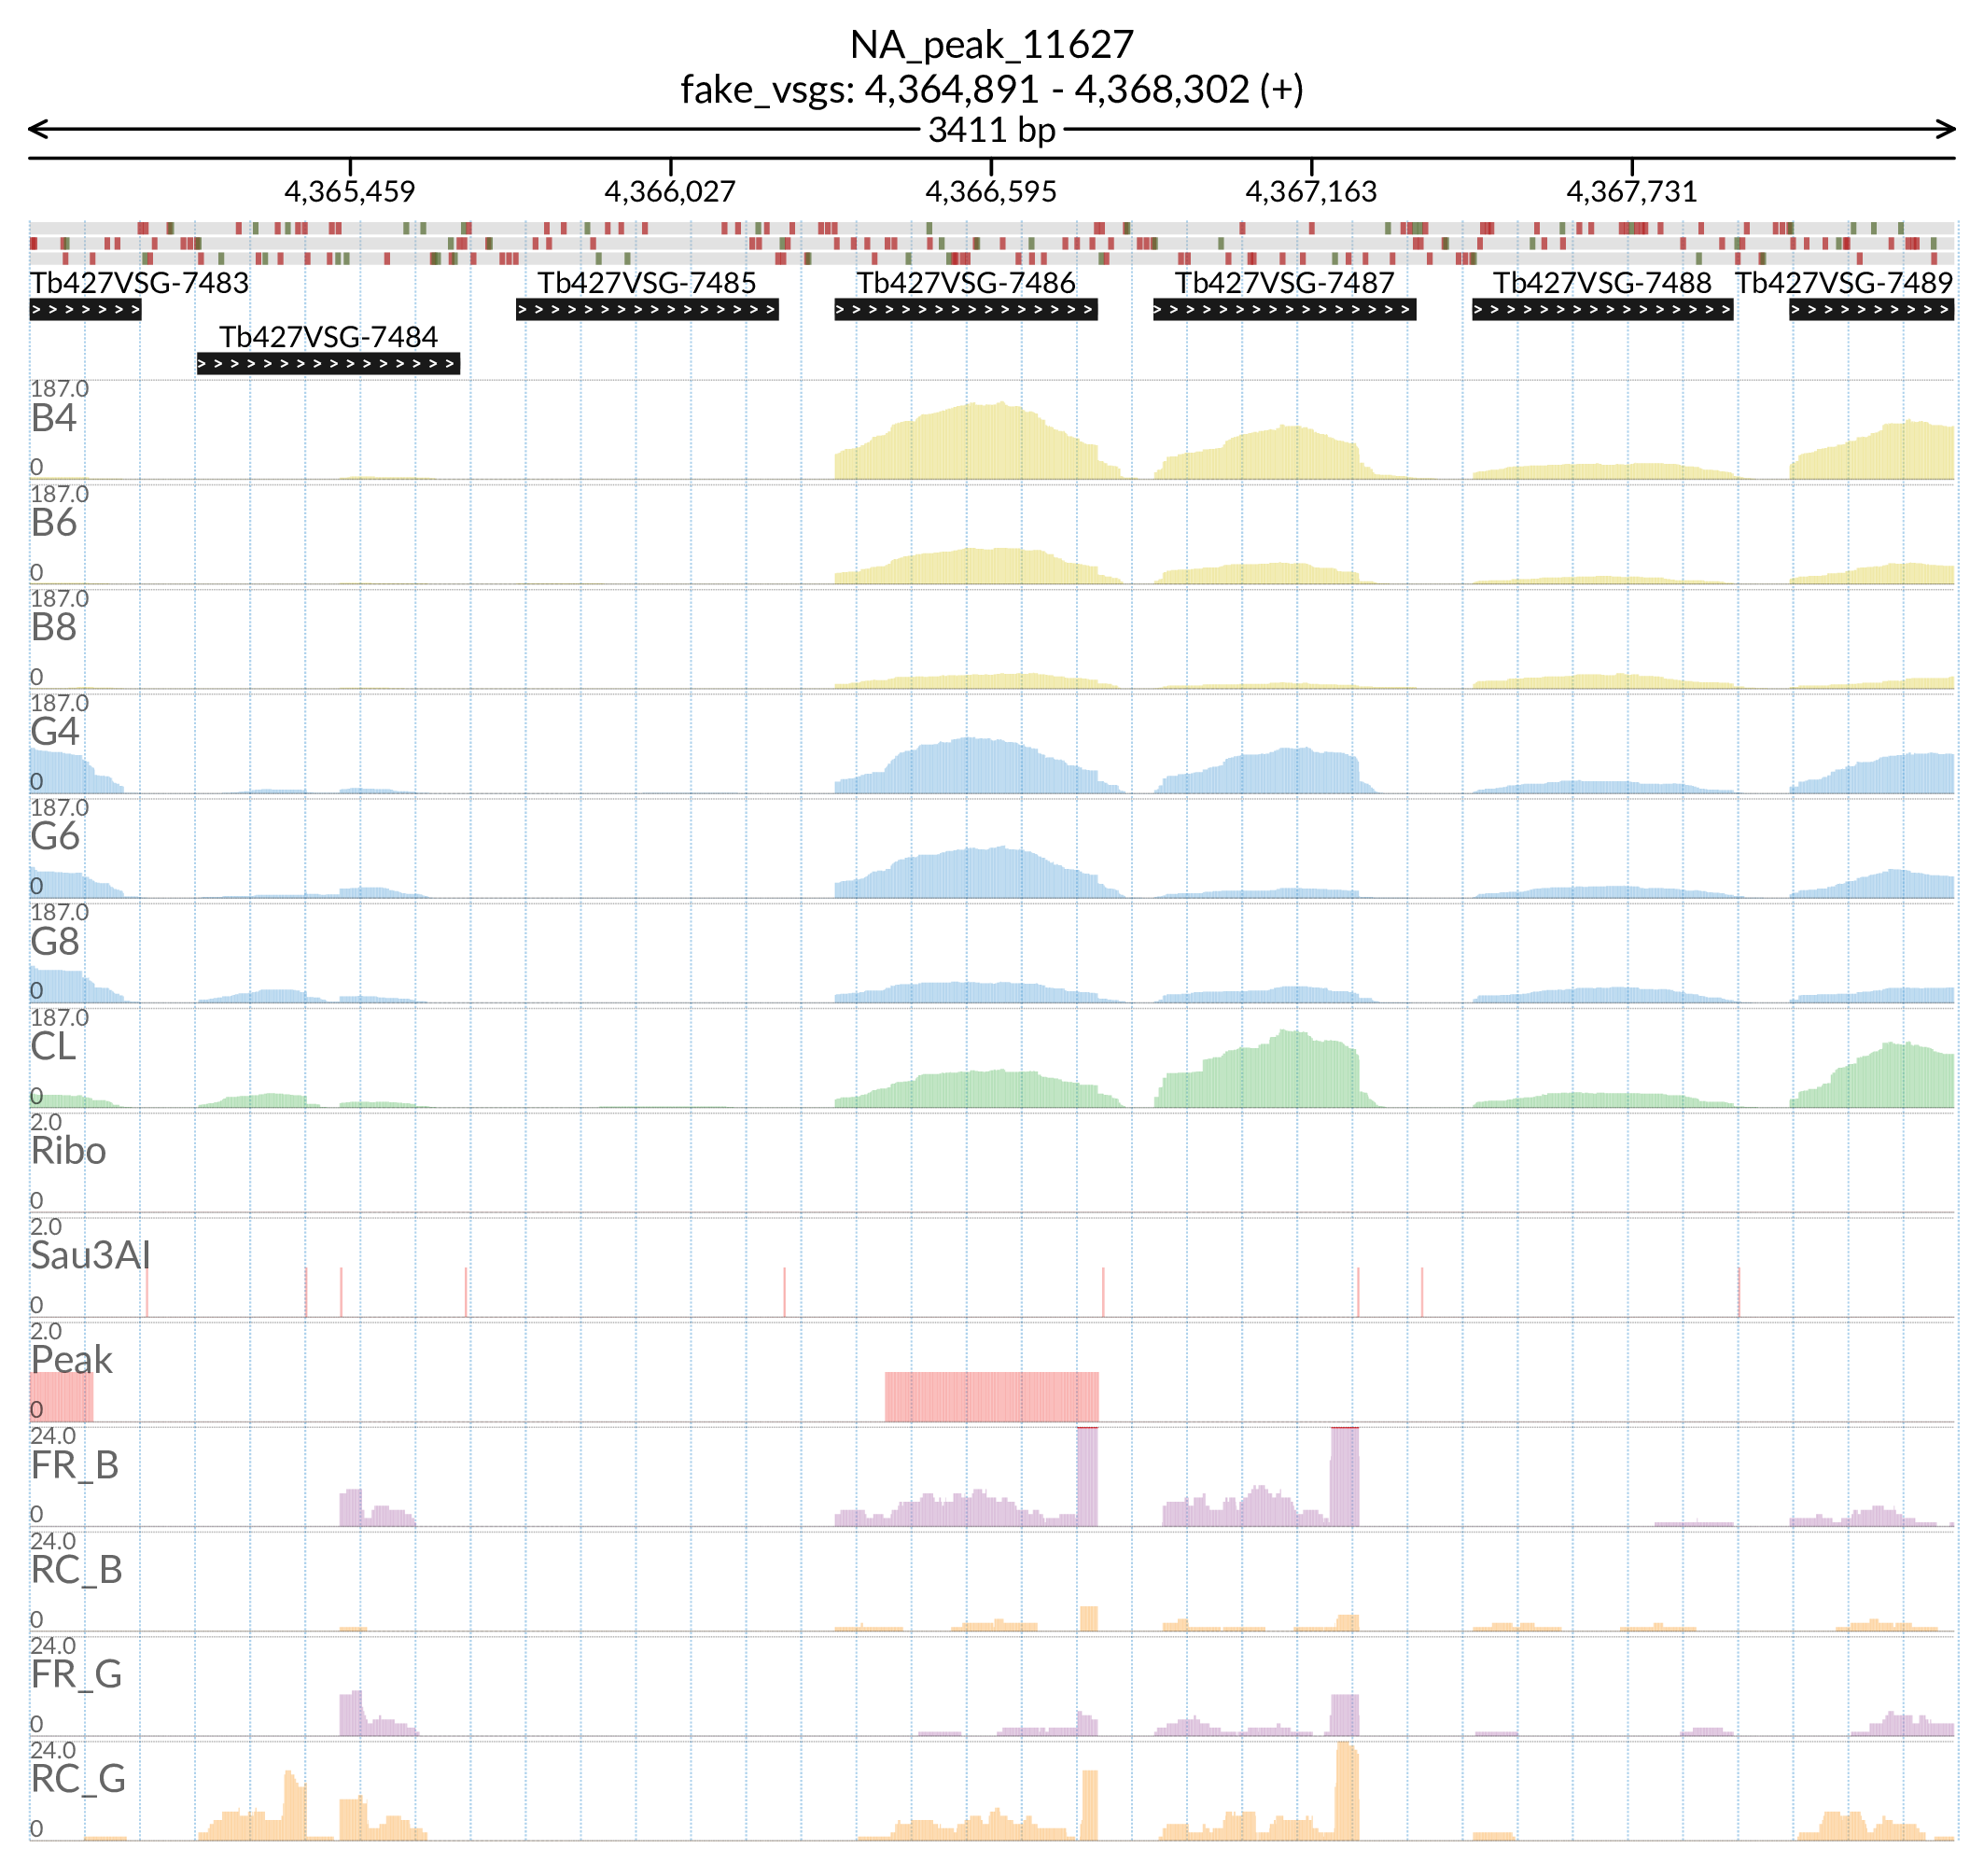 NA_peak_11627
fake_vsgs: 4,364,891 - 4,368,302 (+)
3411 bp
4,365,459 4,366,027 4,366,595 4,367,163 4,367,731
Tb427VSG-7483 Tb427VSG-7485 Tb427VSG-7486 Tb427VSG-7487 Tb427VSG-7488 Tb427VSG-7489
Tb427VSG-7484
187.0
B4
0
187.0
B6
0
187.0
B8
0
187.0
G4
0
187.0
G6
0
187.0
G8
0
187.0
CL
0
2.0
Ribo
0
2.0
Sau3AI
0
2.0
Peak
0
24.0
FR_B
0
24.0
RC_B
0
24.0
FR_G
0
24.0
RC_G
0